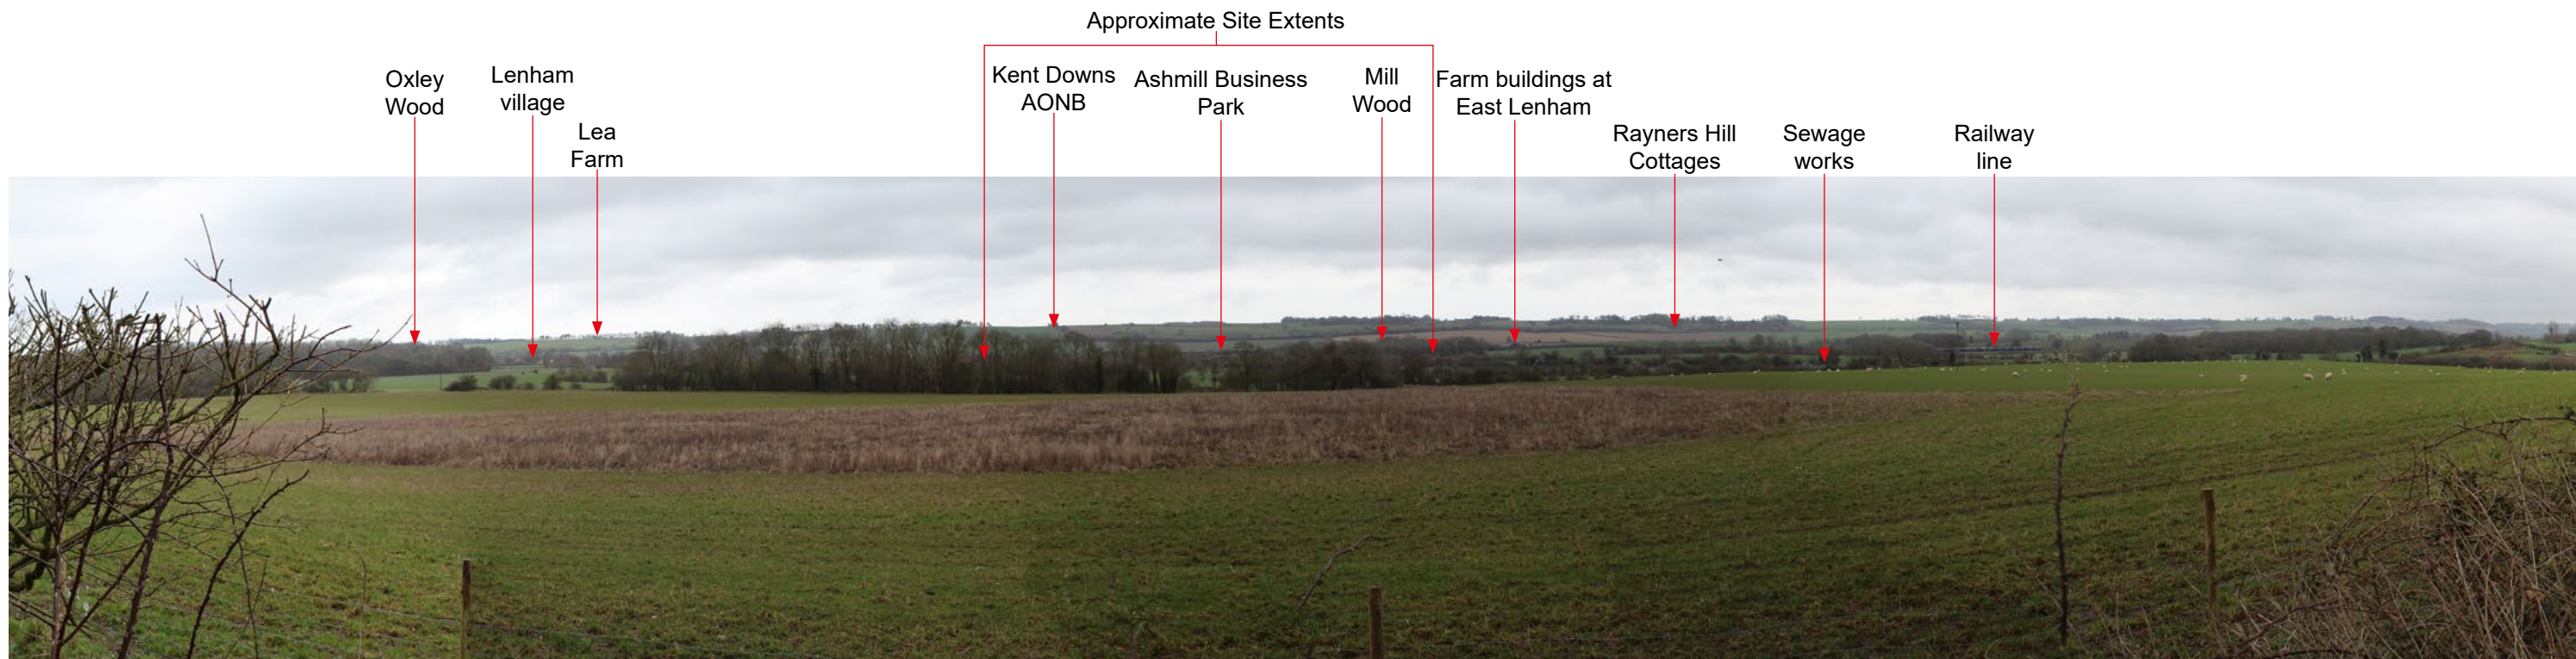 Approximate Site Extents
Oxley
Wood
Lenham
village
Lea
Farm
Kent Downs
AONB
Ashmill Business
Park
Mill
Wood
Farm buildings at
East Lenham
Rayners Hill
Cottages
Sewage
works
Railway
line